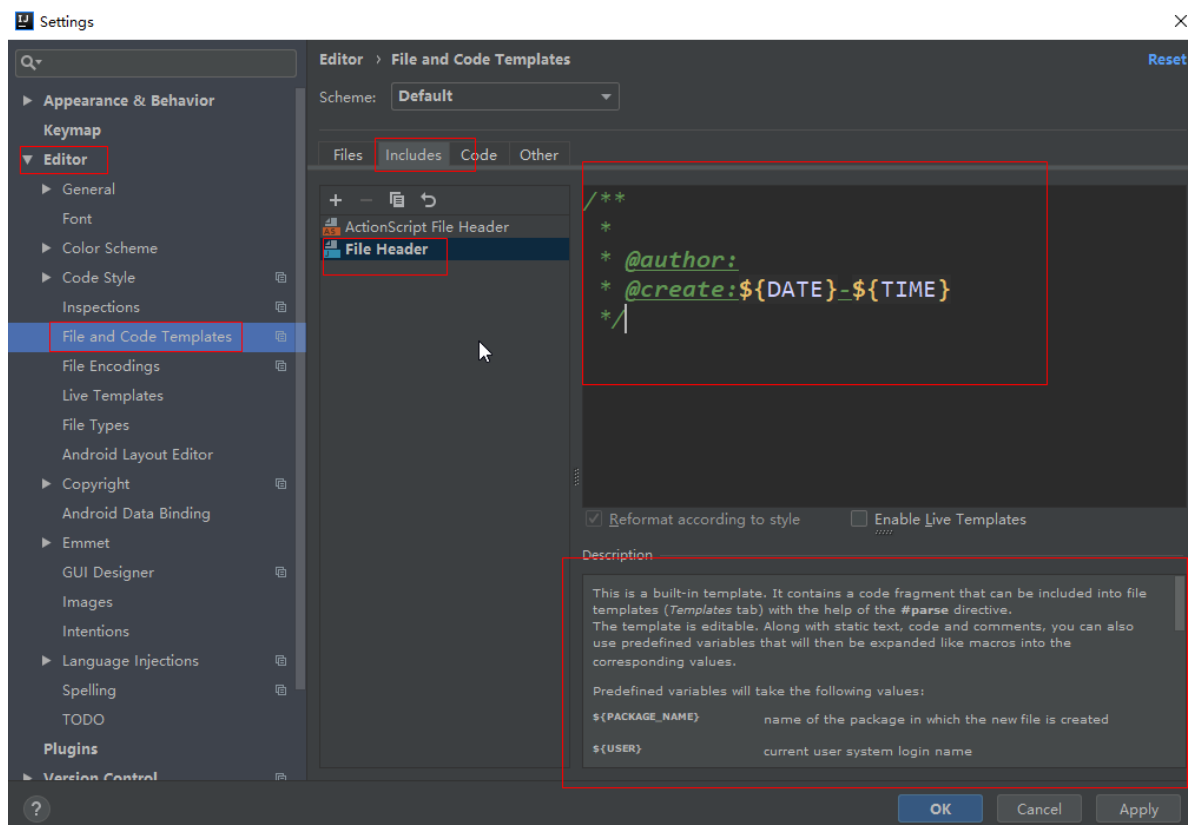 Settings
Editor › File and Code Templates
Reset
Scheme: Default
Appearance & Behavior
Keymap
Editor
General
Font
Color Scheme
Code Style
Inspections
File and Code Templates
File Encodings
Live Templates
File Types
Android Layout Editor
Copyright
Android Data Binding
Emmet
GUI Designer
Images
Intentions
Language Injections
Spelling
TODO
Plugins
Version Control
Files Includes Code Other
ActionScript File Header
File Header
/**
*
* @author:
* @create:${DATE}-${TIME}
*/
Reformat according to style
Enable Live Templates
Description
This is a built-in template. It contains a code fragment that can be included into file
templates (Templates tab) with the help of the #parse directive.
The template is editable. Along with static text, code and comments, you can also
use predefined variables that will then be expanded like macros into the
corresponding values.
Predefined variables will take the following values:
${PACKAGE_NAME} name of the package in which the new file is created
${USER} current user system login name
?
OK Cancel Apply